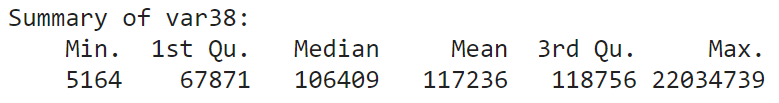 Summary of var38:
Min. 1st Qu. Median Mean 3rd Qu. Max.
5164 67871 106409 117236 118756 22034739